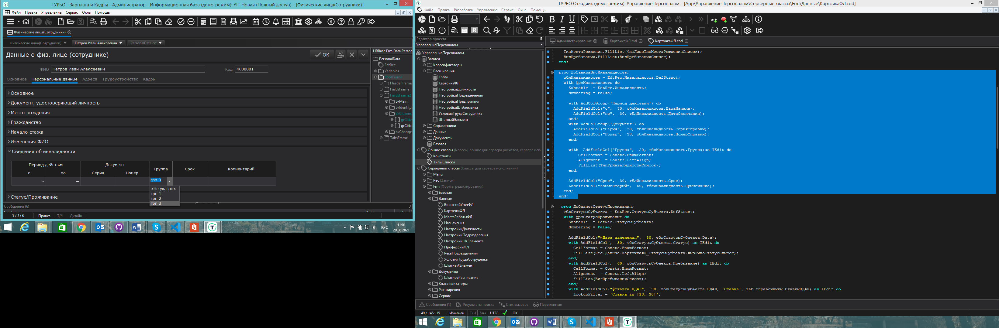 ТУРБО - Зарплата и Кадры - Администратор - Информационная база (демо-режим): УП_Новая (Полный доступ) - [Физические лица(Сотрудники)]
Файл Правка Управление Сервис Окна Помощь
Физические лица(Сотрудники)
Физические лица(Сотрудники) Петров Иван Алексеевич PersonalData.crf
Данные о физ. лице (сотруднике)
OK
ФИО Петров Иван Алексеевич Код Ф.00001
Основное Персональные данные Адреса Трудоустройство Кадры
Основное
Документ, удостоверяющий личность
Место рождения
Гражданство
Начало стажа
Изменения ФИО
Сведения об инвалидности
Период действия Документ Группа Срок Комментарий
с по Серия Номер
... ... грп 3
<Не указан>
грп 1
грп 2
грп 3
Статус/Проживание
Сообщения (6)
3 / 3 : 6 Правка Т/Ч Дизайн
HRBase.Frm.Data.Person
PersonalData
EdtRec
Variables
RootFrame
HeaderFrame
FieldsFrame
FieldsFrame2
bxMain
bxIdentityI
bxCitizens
grCitize
grCitize
bxChanges
TabsFrame
РУС
11:01
29.06.2021
ТУРБО Отладчик (демо-режим): УправлениеПерсоналом - [App\УправлениеПерсоналом\Серверные классы\Frm\Данные\КарточкаФЛ.cod]
Файл Правка Разработка Управление Сервис Окна Помощь
Редактор проекта
УправлениеПерсоналом
УправлениеПерсоналом
Записи
Классификаторы
Расширения
Entity
КарточкаФЛ
НастройкиДолжности
НастройкиПодразделения
НастройкиПредприятия
НастройкиШтЭлемента
УсловияТрудаСотрудника
ШтатныйЭлемент
Справочники
Данные
Документы
Базовая
Общие классы (Классы, общие для сервера расчетов, сервера испо
Константы
ТипыСписки
Серверные классы (Классы для сервера исполнения)
Menu
Rec (Записи)
Frm (Формы редактирования)
Базовая
Данные
ВоинскийУчетФЛ
КарточкаФЛ
МестаРаботыФЛ
Назначения
НастройкиДолжности
НастройкиПодразделения
НастройкиШтЭлемента
ПрофессииФЛ
РеквПодразделения
УсловияТрудаСотрудника
ШтатныйЭлемент
Документы
ШтатноеРасписание
Классификаторы
Расширения
Сервис
Администрирование КарточкаФЛ.mtl КарточкаФЛ.cod
ТипМестаРождения.FillList(ФизЛицоТипМестаРожденияСписок);
ВидПребывания.FillList(ВидПребыванияСписок);
end;
proc ДобавитьБксИнвалидность;
тблИнвалидность = EdtRec.Инвалидность.DefStruct;
with фрмИнвалидность do
Subtable = EdtRec.Инвалидность;
Numbering = False;
with AddColGroup('Период действия') do
AddFieldCol("с", 30, тблИнвалидность.ДатаНачала);
AddFieldCol("по", 30, тблИнвалидность.ДатаОкончания);
end;
with AddColGroup('Документ') do
AddFieldCol("Серия", 30, тблИнвалидность.СерияСправки);
AddFieldCol("Номер", 30, тблИнвалидность.НомерСправки);
end;
with AddFieldCol("Группа", 20, тблИнвалидность.Группа)as IEdit do
CellFormat = Consts.EnumFormat;
Alignment = Consts.LeftAlign;
FillList(ТипГрИнвалидностиСписок);
end;
AddFieldCol("Срок", 30, тблИнвалидность.Срок);
AddFieldCol("Комментарий", 60, тблИнвалидность.Примечание);
end;
end;
proc ДобавитьСтатусПроживание;
тблСтатусыСубъекта = EdtRec.СтатусыСубъекта.DefStruct;
with фрмСтатусПроживание do
Subtable = EdtRec.СтатусыСубъекта;
Numbering = False;
AddFieldCol("@Дата изменения", 30, тблСтатусыСубъекта.Date);
with AddFieldCol(, 30, тблСтатусыСубъекта.Статус) as IEdit do
CellFormat = Consts.EnumFormat;
FillList(Rec.Данные.КарточкаФЛ_СтатусыСубъекта.ФизЛицоСтатусСписок);
end;
with AddFieldCol(, 60, тблСтатусыСубъекта.Пребывание) as IEdit do
CellFormat = Consts.EnumFormat;
Alignment = Consts.LeftAlign;
FillList(ВидПребыванияСписок);
end;
with AddFieldCol("@Ставка НДФЛ", 30, тблСтатусыСубъекта.НДФЛ, 'Ставка', Tab.Справочники.СтавкиНДФЛ) as IEdit do
LookupFilter = 'Ставка in [13, 30]';
Сообщения (1) Результаты поиска Стек вызовов Переменные
49 / 146 : 15 Изменён Т/Ч Зам UTF8 OK